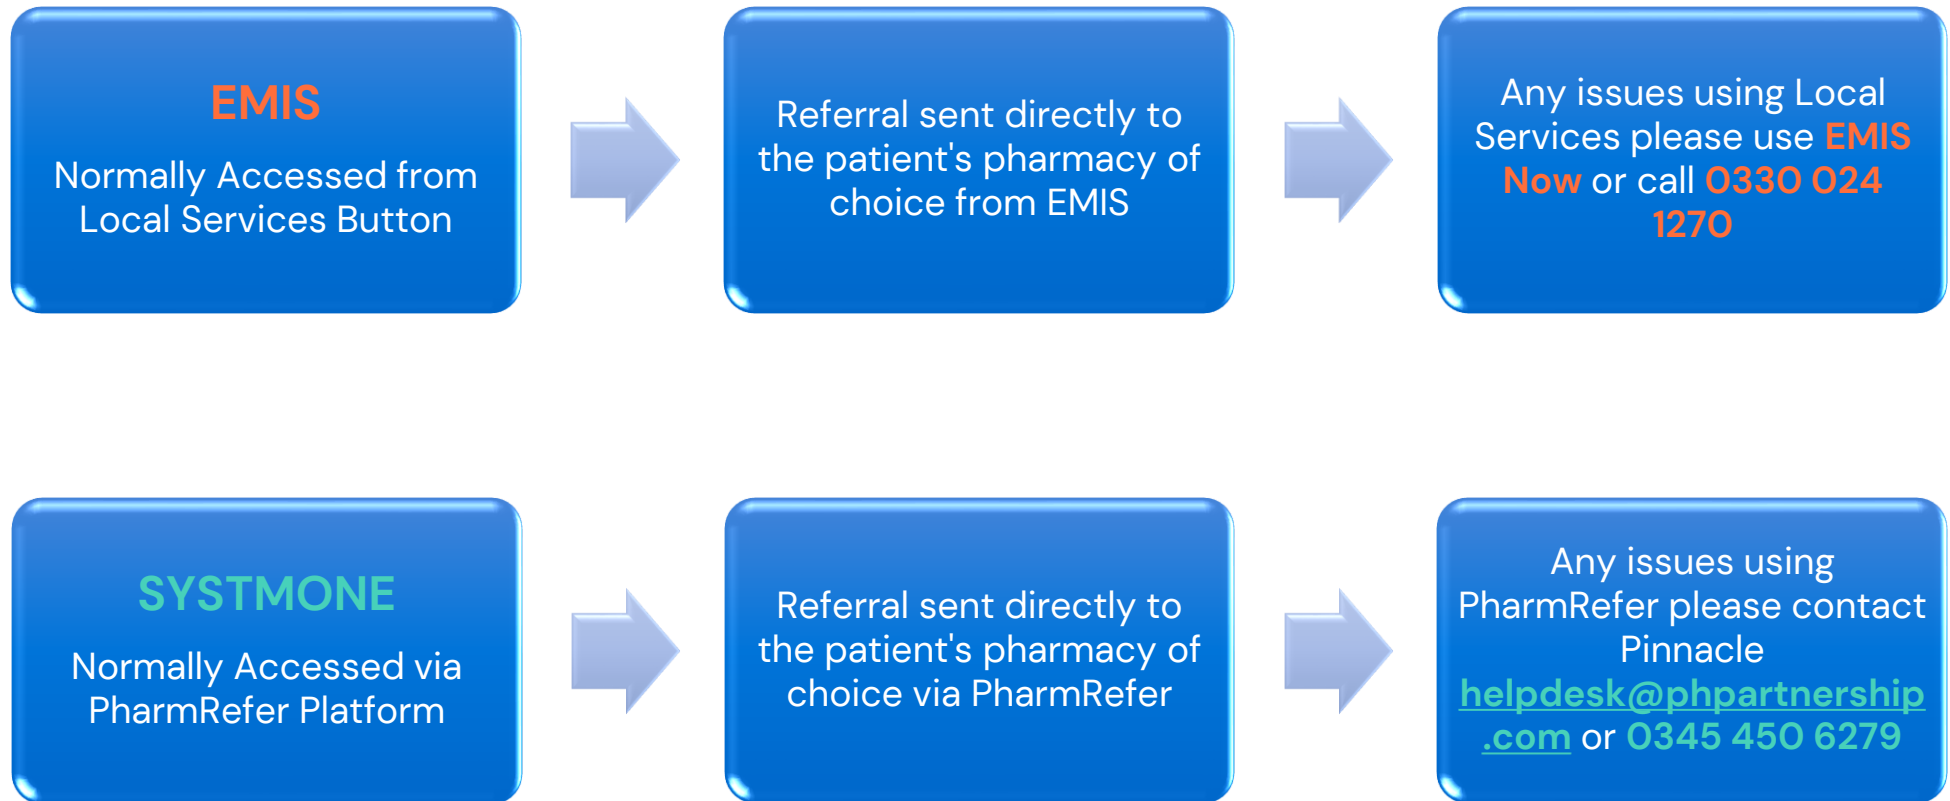 EMIS
Normally Accessed from
Local Services Button
Referral sent directly to
the patient's pharmacy of
choice from EMIS
Any issues using Local
Services please use EMIS
Now or call 0330 024
1270
SYSTMONE
Normally Accessed via
PharmRefer Platform
Referral sent directly to
the patient's pharmacy of
choice via PharmRefer
Any issues using
PharmRefer please contact
Pinnacle
helpdesk@phpartnership
.com or 0345 450 6279